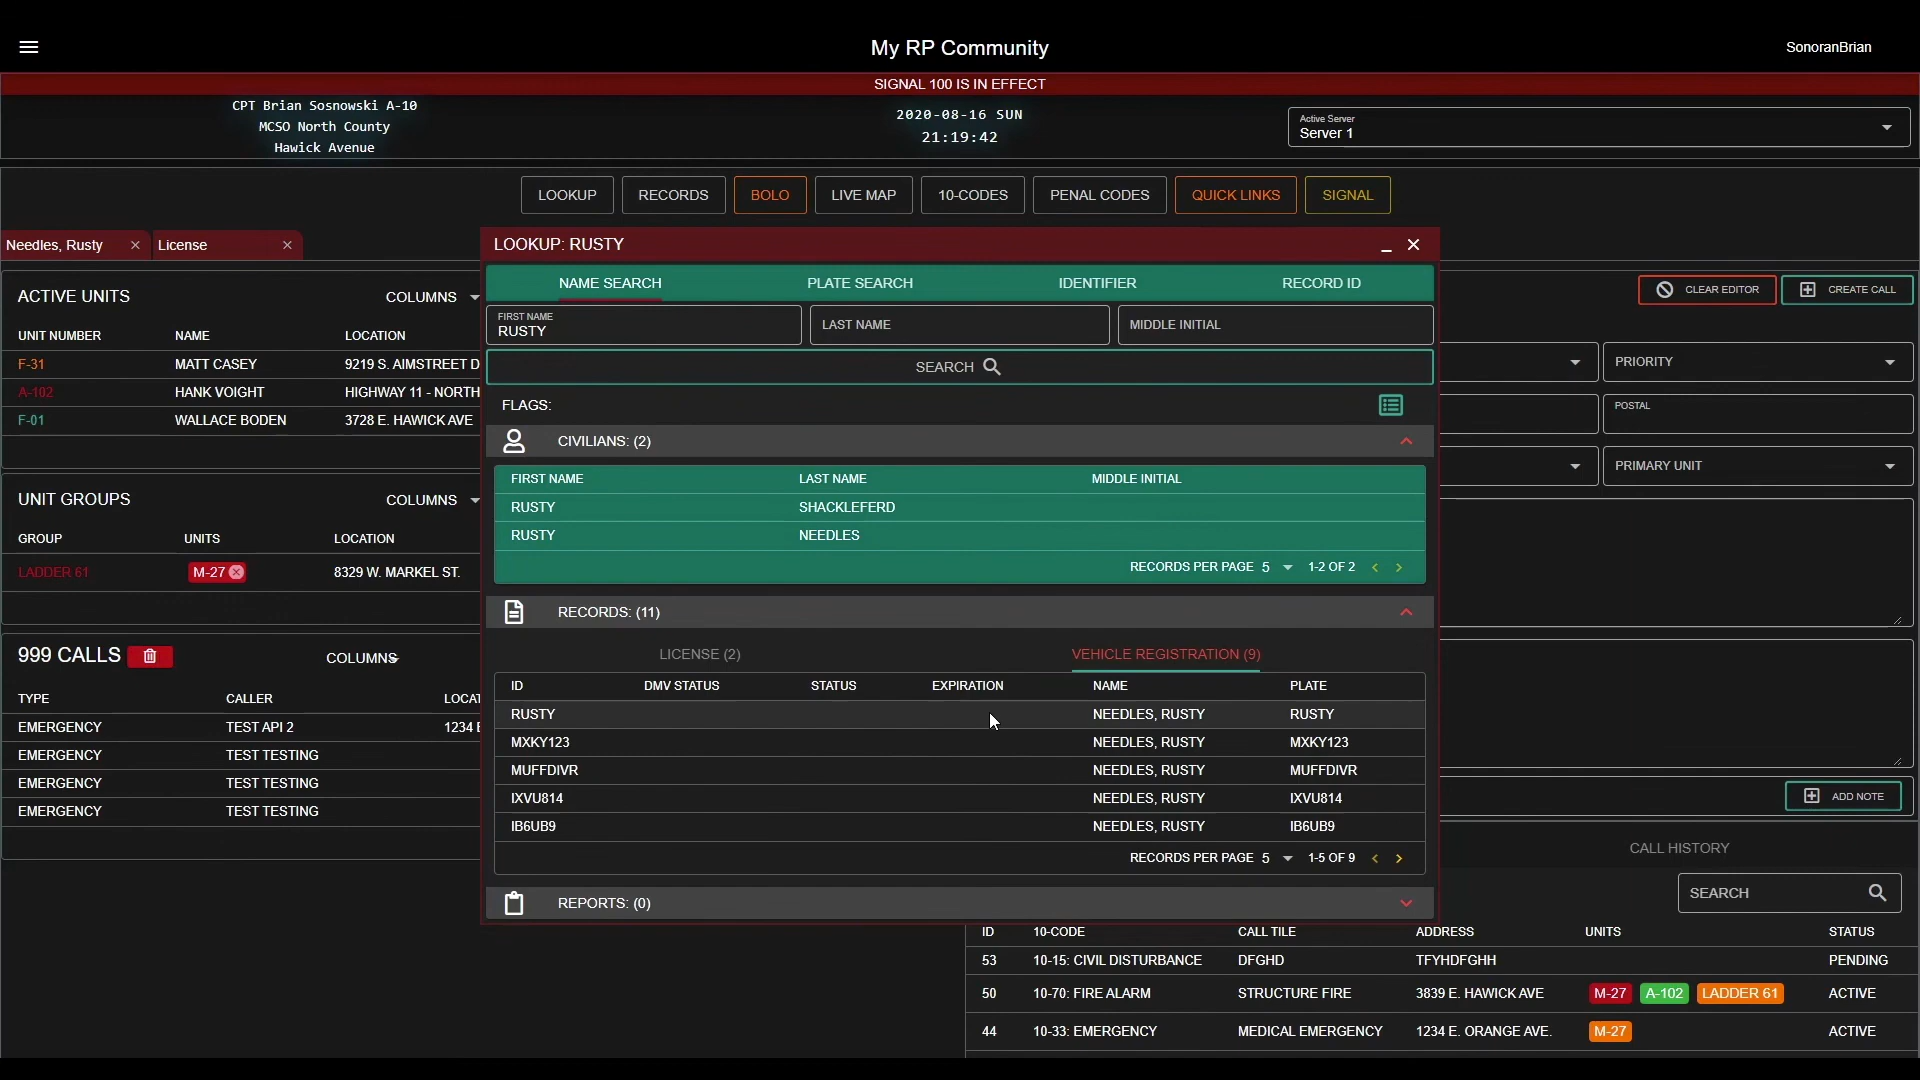 My RP Community
SonoranBrian
SIGNAL 100 IS IN EFFECT
CPT Brian Sosnowski A-10
MCSO North County
Hawick Avenue
2020-08-16 SUN
21:19:42
Active Server
Server 1
LOOKUP
RECORDS
BOLO
LIVE MAP
10-CODES
PENAL CODES
QUICK LINKS
SIGNAL
Needles, Rusty
License
ACTIVE UNITS
COLUMNS
UNIT NUMBER NAME LOCATION
F-31 MATT CASEY 9219 S. AIMSTREET D
A-102 HANK VOIGHT HIGHWAY 11 - NORTH
F-01 WALLACE BODEN 3728 E. HAWICK AVE
UNIT GROUPS
COLUMNS
GROUP UNITS LOCATION
LADDER 61 M-27 8329 W. MARKEL ST.
999 CALLS
COLUMNS
TYPE CALLER LOCAT
EMERGENCY TEST API 2 1234 E
EMERGENCY TEST TESTING
EMERGENCY TEST TESTING
EMERGENCY TEST TESTING
LOOKUP: RUSTY
NAME SEARCH
PLATE SEARCH
IDENTIFIER
RECORD ID
FIRST NAME
RUSTY
LAST NAME
MIDDLE INITIAL
SEARCH
FLAGS:
CIVILIANS: (2)
FIRST NAME LAST NAME MIDDLE INITIAL
RUSTY SHACKLEFERD
RUSTY NEEDLES
RECORDS PER PAGE 5 1-2 OF 2
RECORDS: (11)
LICENSE (2)
VEHICLE REGISTRATION (9)
ID DMV STATUS STATUS EXPIRATION NAME PLATE
RUSTY NEEDLES, RUSTY RUSTY
MXKY123 NEEDLES, RUSTY MXKY123
MUFFDIVR NEEDLES, RUSTY MUFFDIVR
IXVU814 NEEDLES, RUSTY IXVU814
IB6UB9 NEEDLES, RUSTY IB6UB9
RECORDS PER PAGE 5 1-5 OF 9
REPORTS: (0)
CLEAR EDITOR
CREATE CALL
PRIORITY
POSTAL
PRIMARY UNIT
ADD NOTE
CALL HISTORY
SEARCH
ID 10-CODE CALL TILE ADDRESS UNITS STATUS
53 10-15: CIVIL DISTURBANCE DFGHD TFYHDFGHH PENDING
50 10-70: FIRE ALARM STRUCTURE FIRE 3839 E. HAWICK AVE M-27 A-102 LADDER 61 ACTIVE
44 10-33: EMERGENCY MEDICAL EMERGENCY 1234 E. ORANGE AVE. M-27 ACTIVE